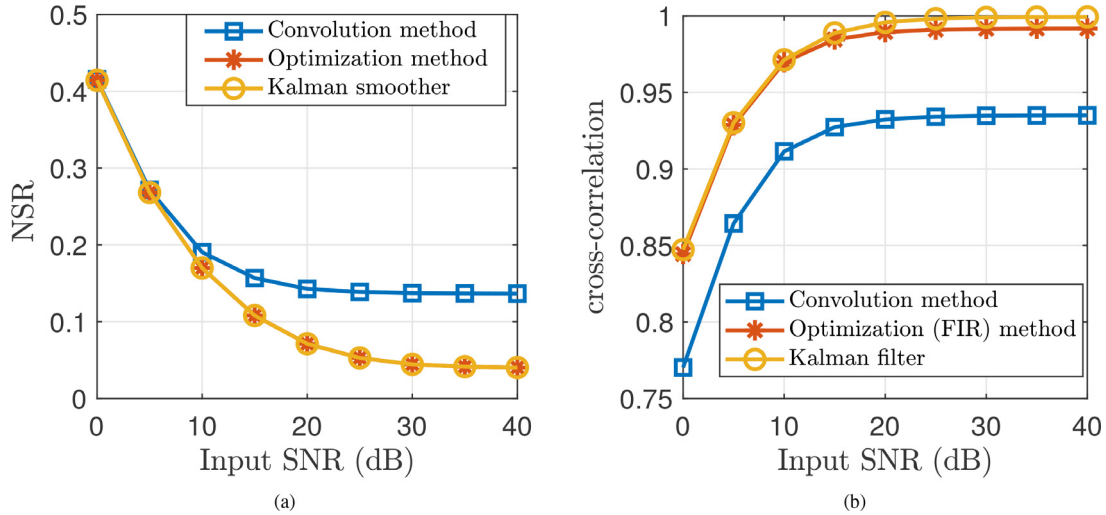 0.5
0.4
0.3
0.2
0.1
0
NSR
Convolution method
Optimization method
Kalman smoother
0 10 20 30 40
Input SNR (dB)
(a)
1
0.95
0.9
0.85
0.8
0.75
cross-correlation
Convolution method
Optimization (FIR) method
Kalman filter
0 10 20 30 40
Input SNR (dB)
(b)